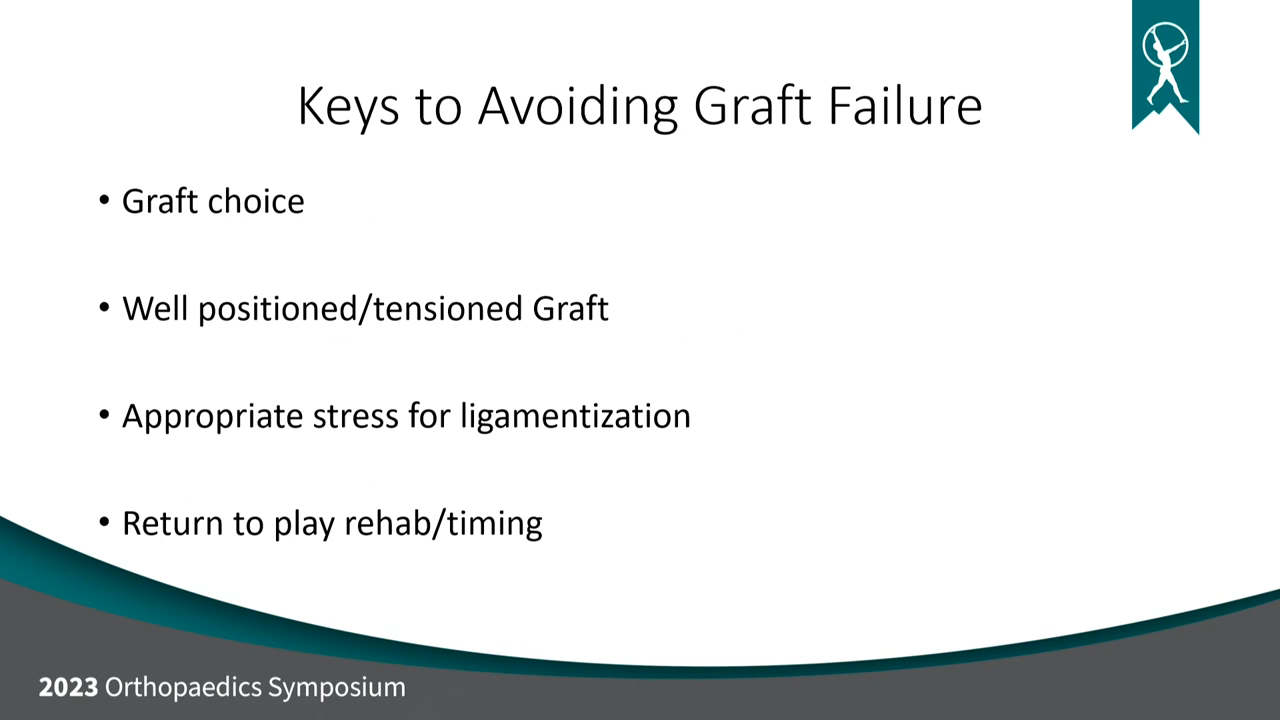 Keys to Avoiding Graft Failure
• Graft choice
• Well positioned/tensioned Graft
• Appropriate stress for ligamentization
• Return to play rehab/timing
2023 Orthopaedics Symposium